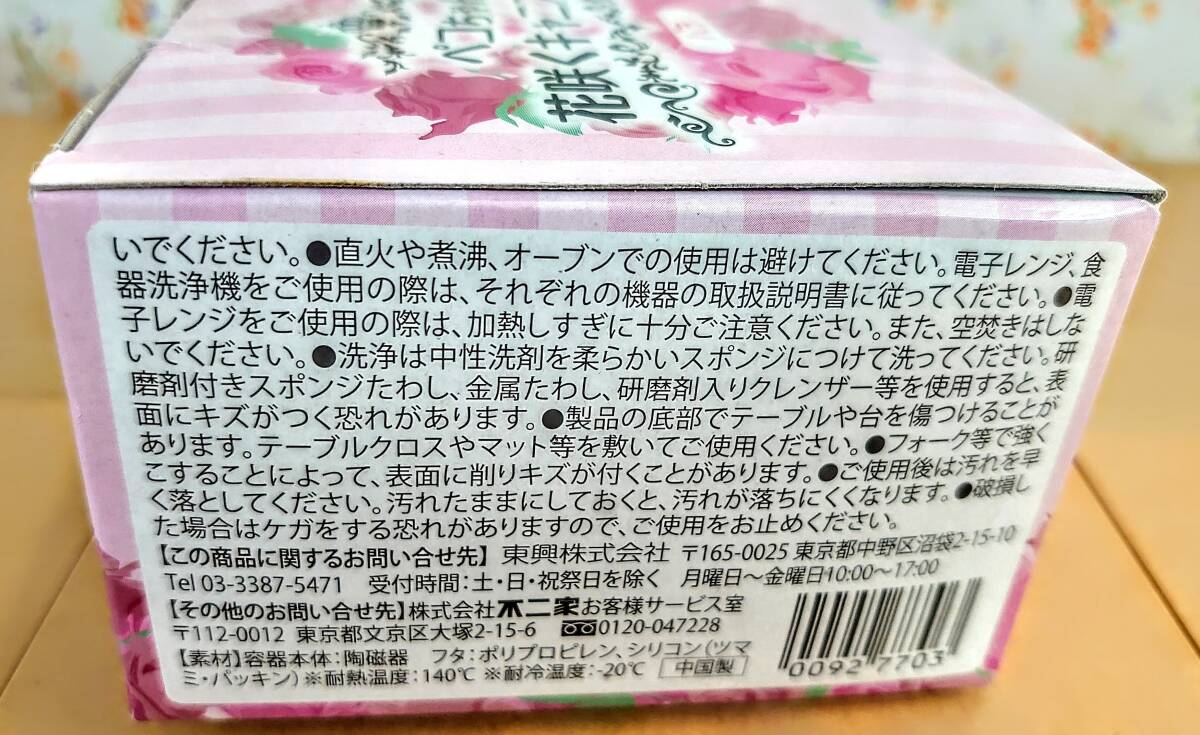 ペコちゃん
花咲くキャニ
いでください。●直火や煮沸、オーブンでの使用は避けてください。電子レンジ、食
器洗浄機をご使用の際は、それぞれの機器の取扱説明書に従ってください。●電
子レンジをご使用の際は、加熱しすぎに十分ご注意ください。また、空焚きはしな
いでください。●洗浄は中性洗剤を柔らかいスポンジにつけて洗ってください。研
磨剤付きスポンジたわし、金属たわし、研磨剤入りクレンザー等を使用すると、表
面にキズがつく恐れがあります。●製品の底部でテーブルや台を傷つけることが
あります。テーブルクロスやマット等を敷いてご使用ください。●フォーク等で強く
こすることによって、表面に削りキズが付くことがあります。●ご使用後は汚れを早
く落としてください。汚れたままにしておくと、汚れが落ちにくくなります。●破損し
た場合はケガをする恐れがありますので、ご使用をお止めください。
【この商品に関するお問い合せ先】 東興株式会社 〒165-0025 東京都中野区沼袋2-15-10
Tel 03-3387-5471 受付時間:土・日・祝祭日を除く 月曜日〜金曜日10:00〜17:00
【その他のお問い合せ先】株式会社不二家お客様サービス室
〒112-0012 東京都文京区大塚2-15-6 0120-047228
【素材】容器本体:陶磁器 フタ:ポリプロピレン、シリコン(ツマ
ミ・パッキン)※耐熱温度:140℃ ※耐冷温度:-20℃ 中国製
0092 7703